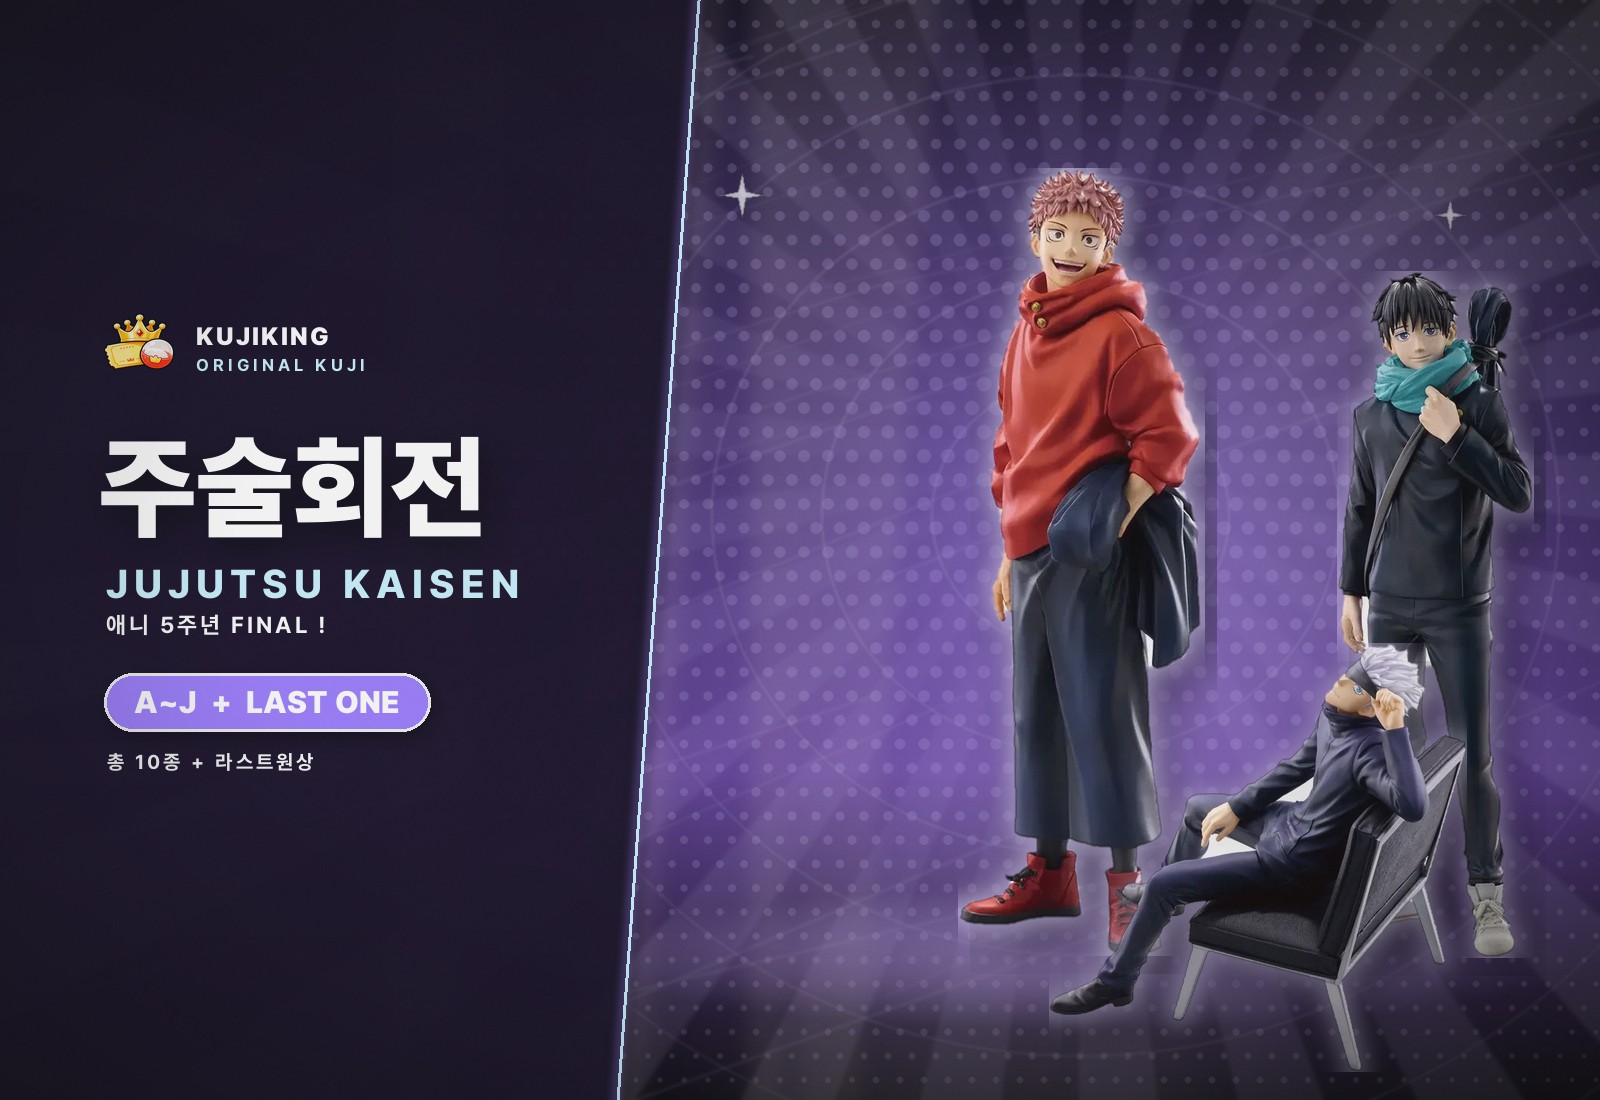 KUJIKING
ORIGINAL KUJI
주술회전
JUJUTSU KAISEN
애니 5주년 FINAL !
A~J + LAST ONE
총 10종 + 라스트원상